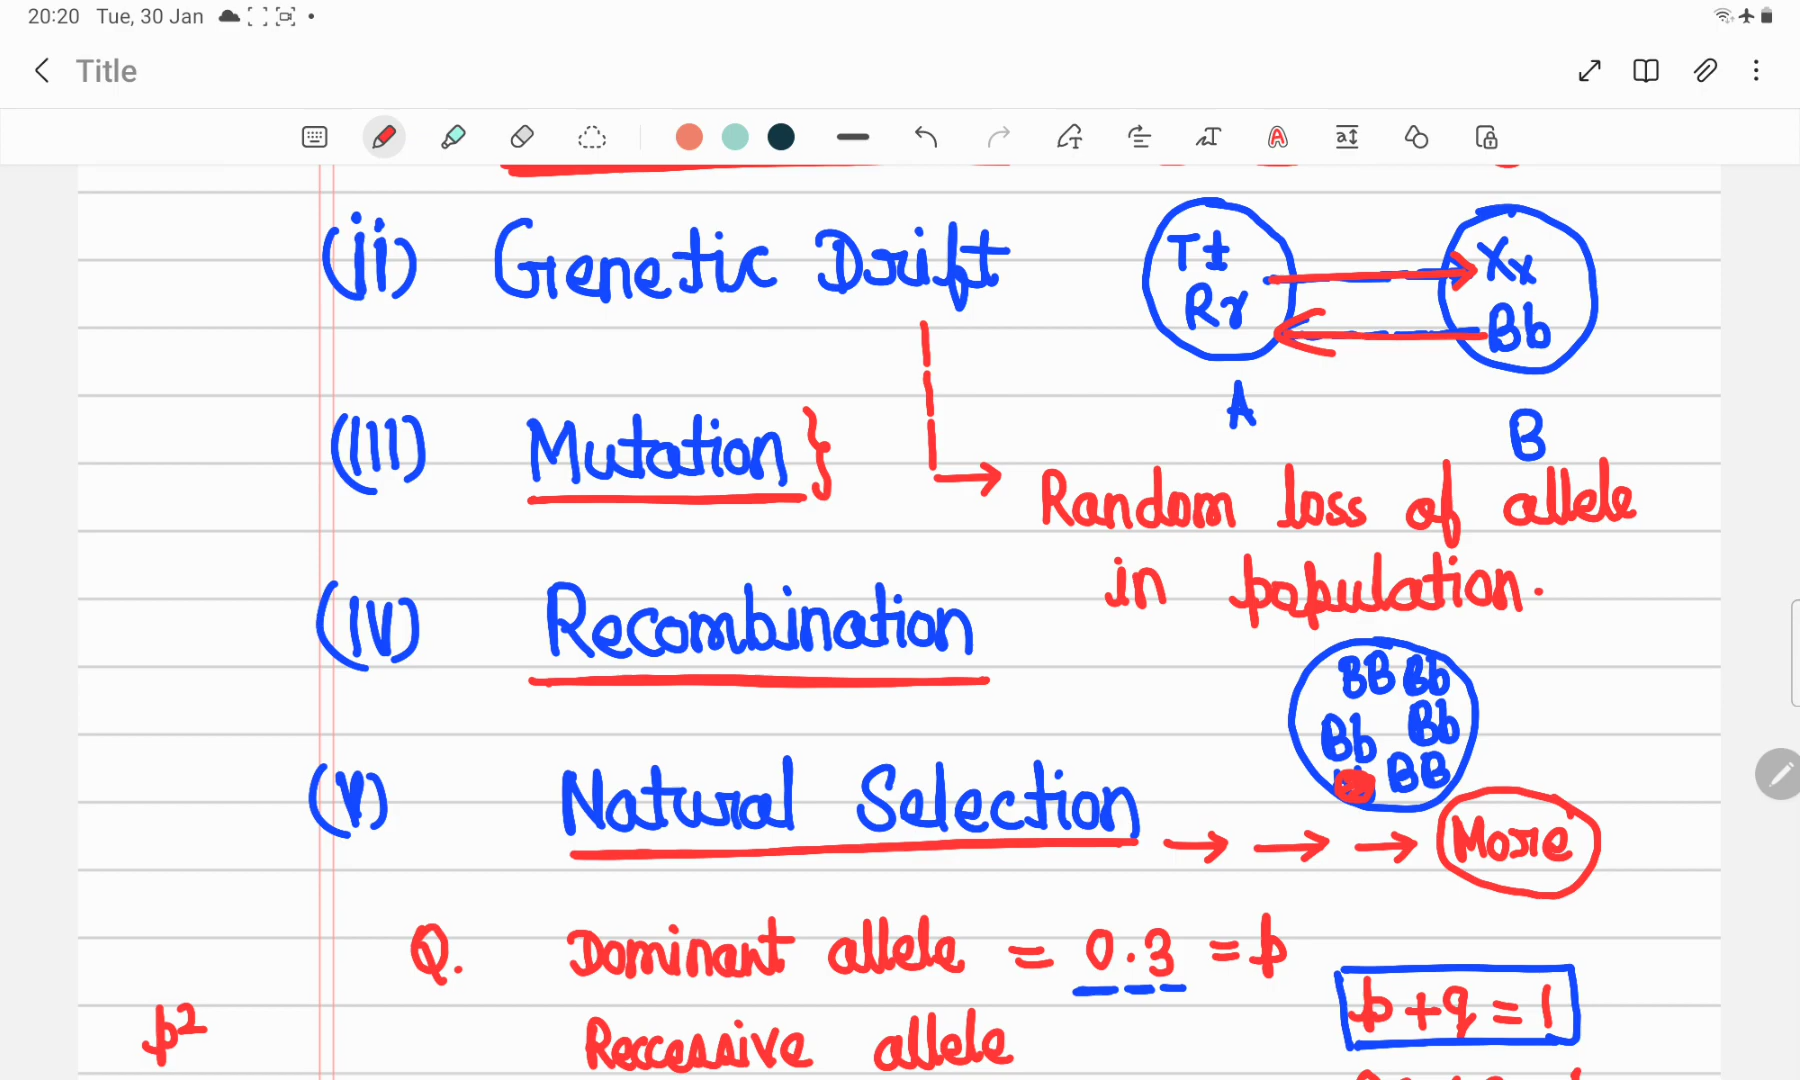 20:20 Tue, 30 Jan
Title
(ii) Genetic Drift
Tt
Rr
Xx
Bb
A
B
(III) Mutation }
Random loss of allele
in population.
(IV) Recombination
BB Bb
Bb Bb
BB
(V) Natural Selection → → → More
Q. Dominant allele = 0.3 = p
p + q = 1
p²
Reccessive allele